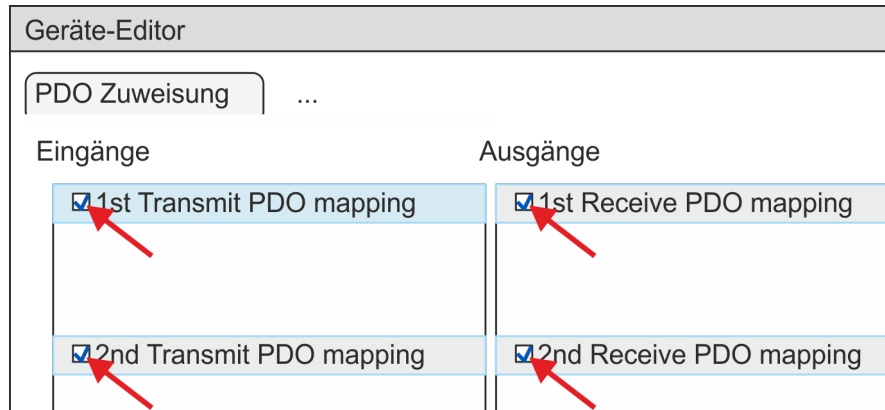 Geräte-Editor
PDO Zuweisung ...
Eingänge Ausgänge
1st Transmit PDO mapping 1st Receive PDO mapping
2nd Transmit PDO mapping 2nd Receive PDO mapping